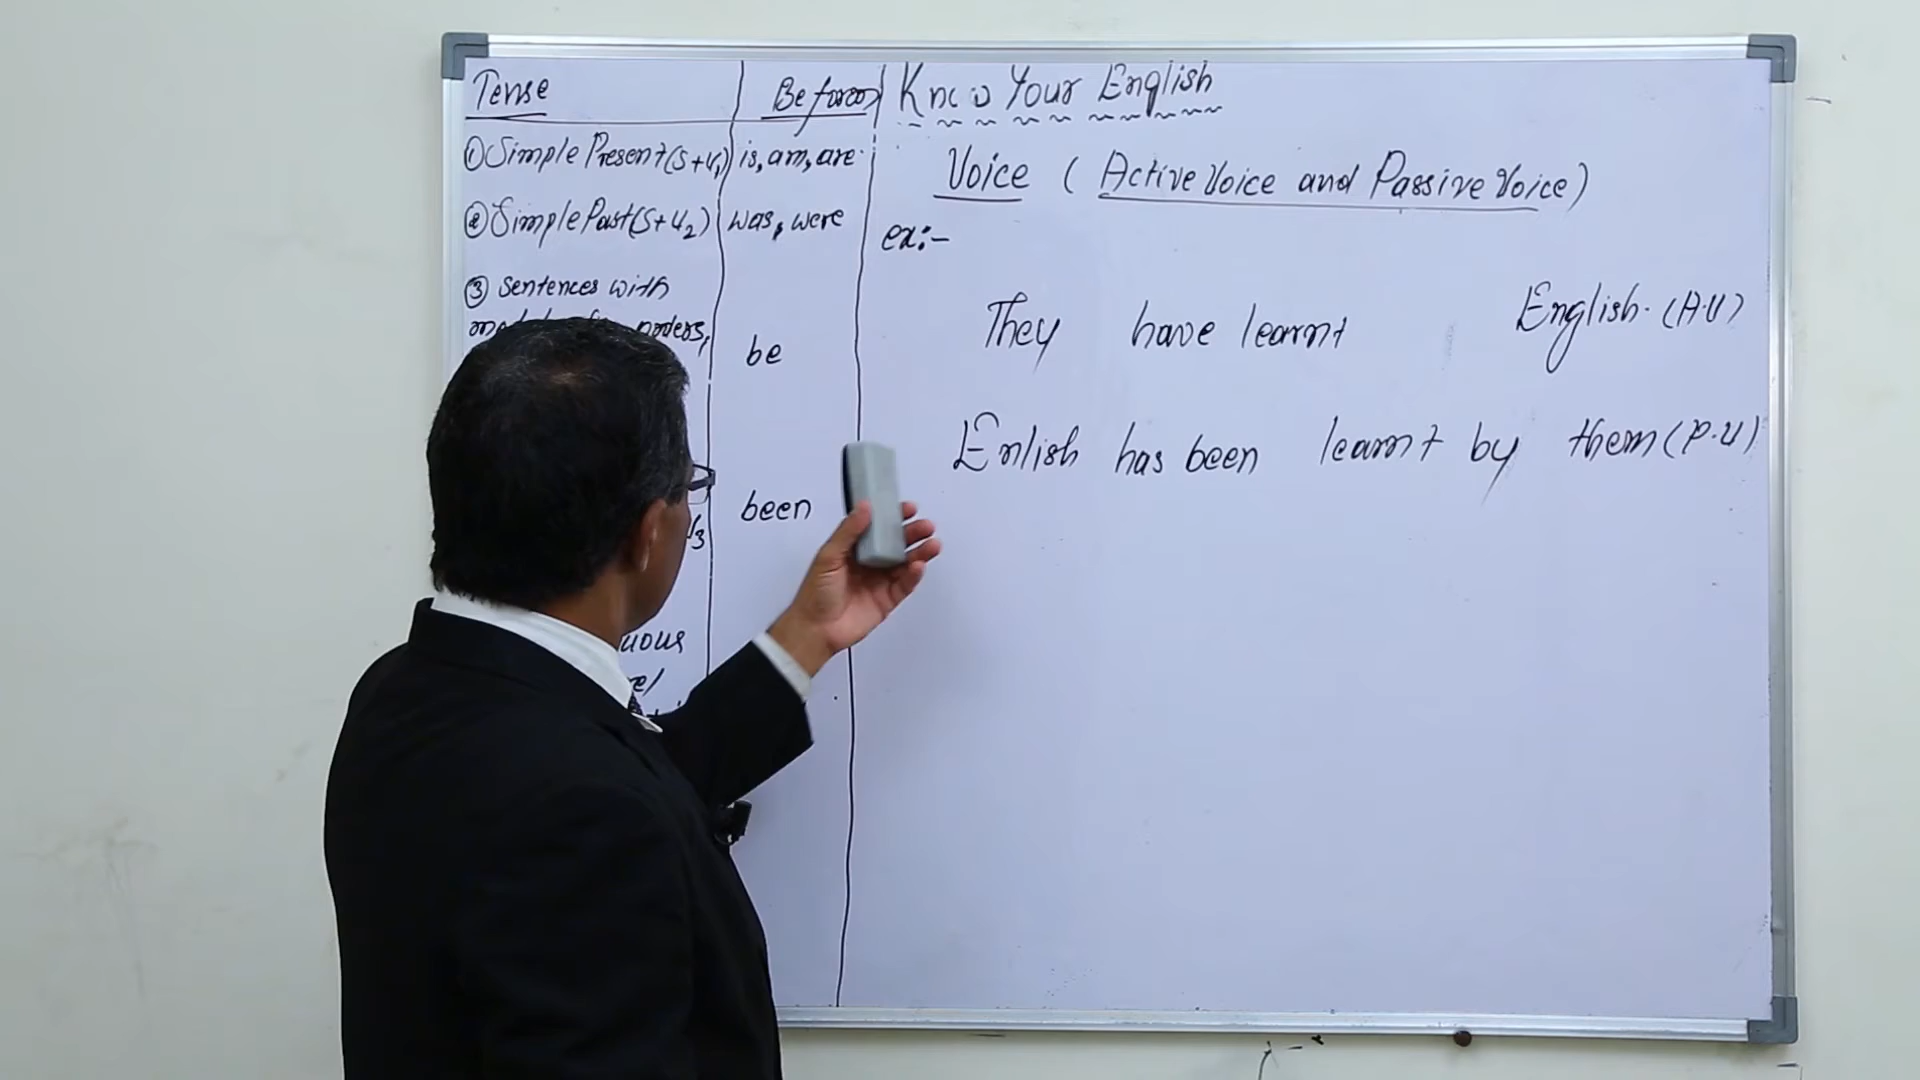 Tense
Be forms
① Simple Present (S+V₁)
is, am, are.
② Simple Past (S+V₂)
was, were
③ Sentences with
be
been
Know Your English
Voice (Active Voice and Passive Voice)
ex:-
They have learnt English. (A.V)
Enlish has been learnt by them (P.V)